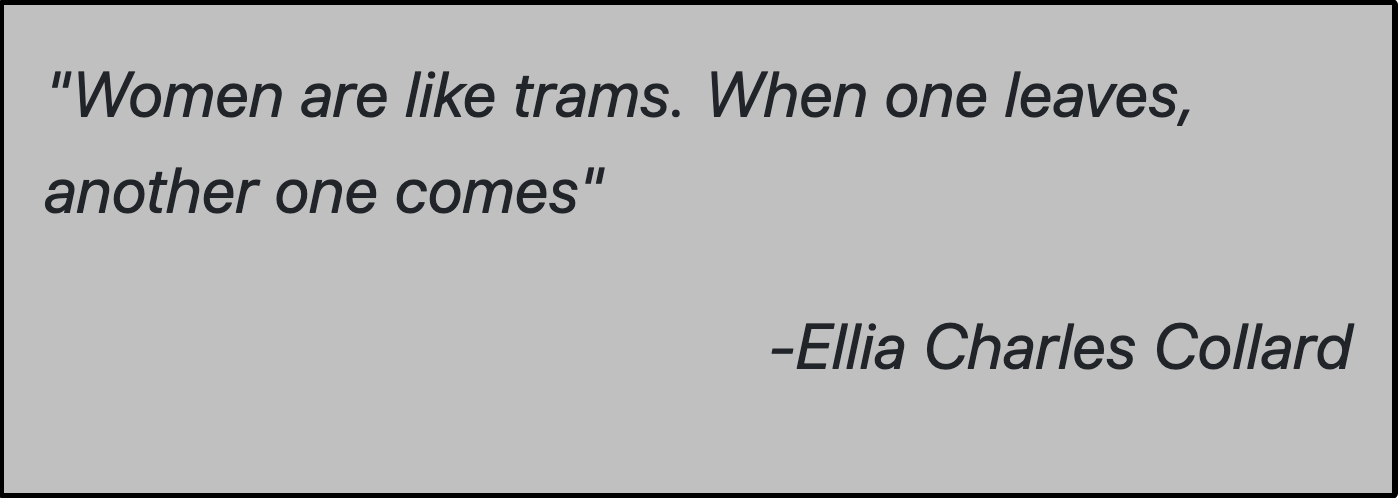 "Women are like trams. When one leaves,
another one comes"
-Ellia Charles Collard